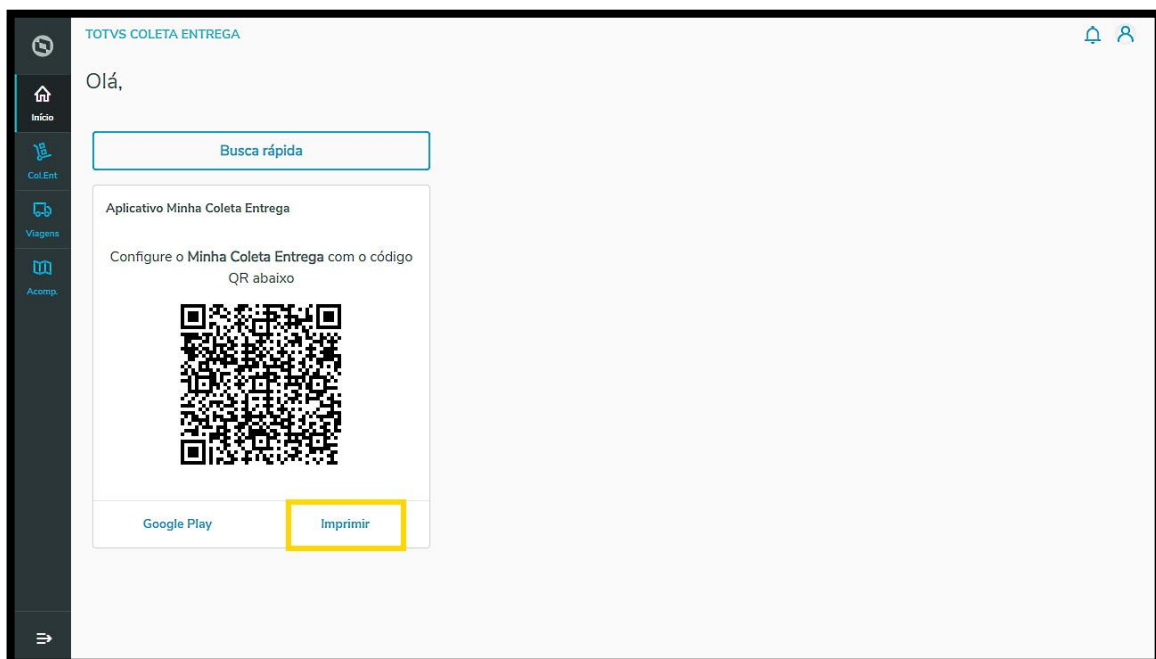 TOTVS COLETA ENTREGA
Olá,
Início
Col.Ent
Viagens
Acomp.
Busca rápida
Aplicativo Minha Coleta Entrega
Configure o Minha Coleta Entrega com o código
QR abaixo
Google Play
Imprimir